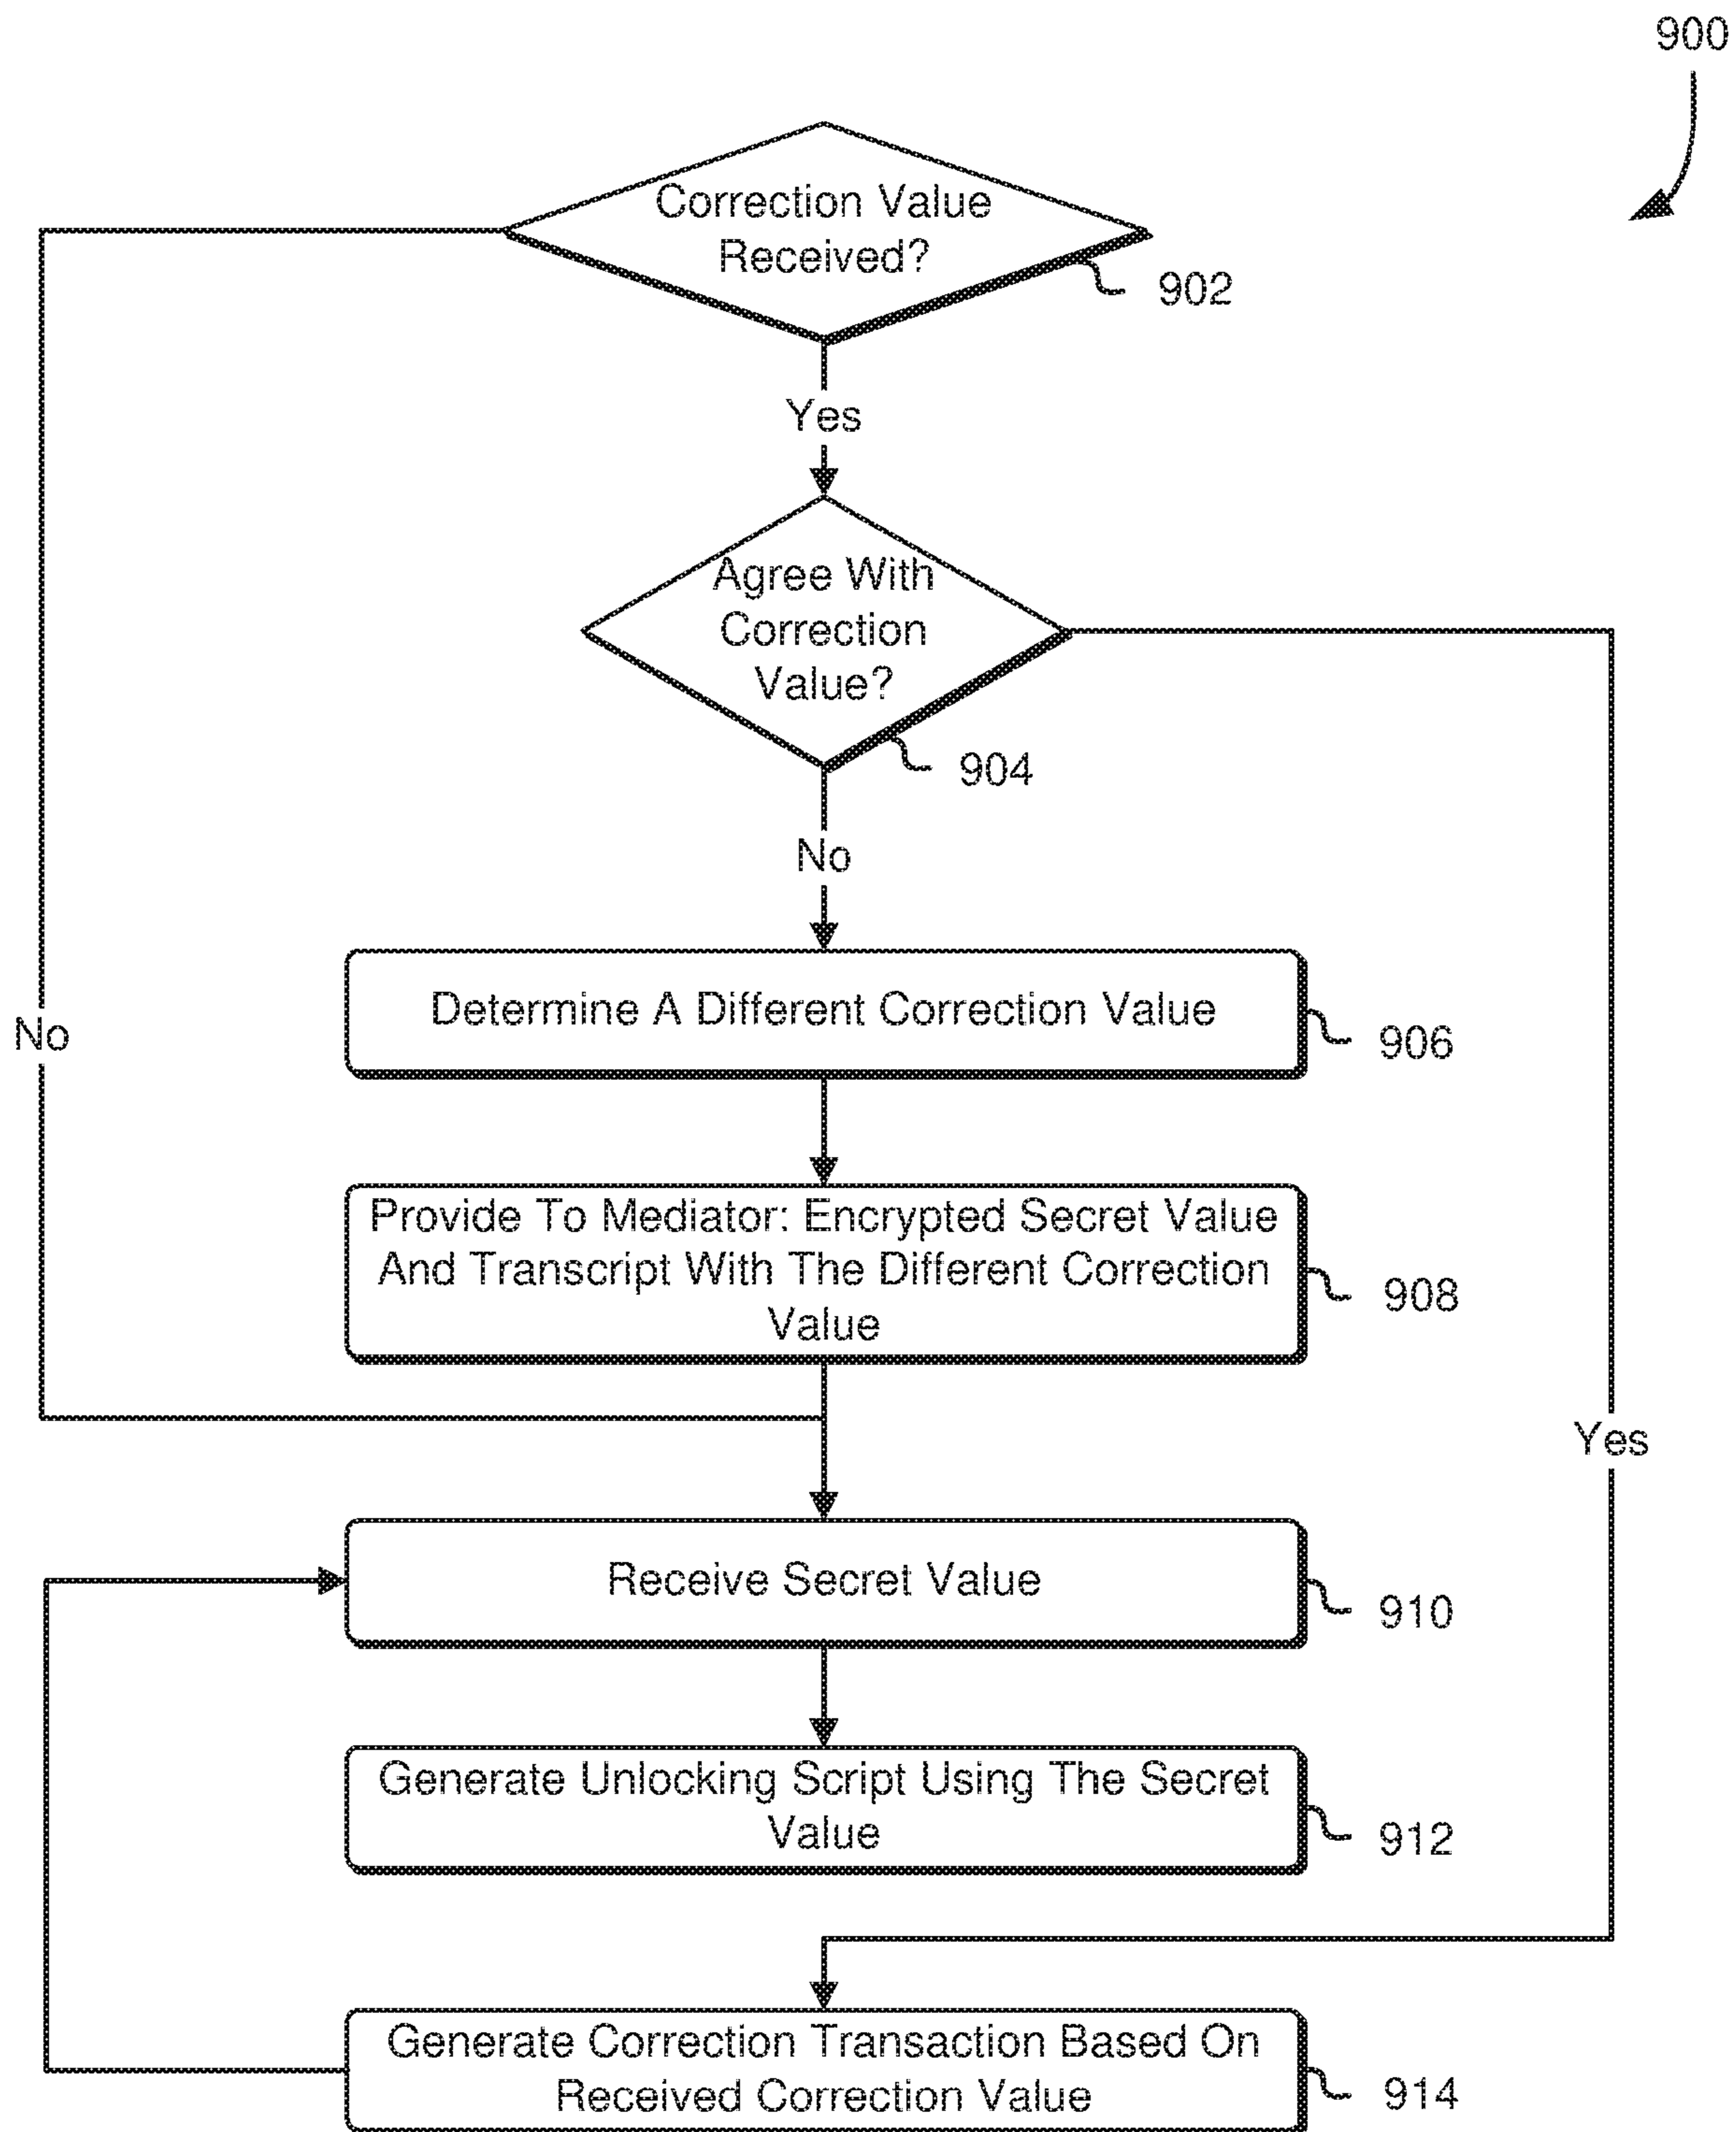 900
Correction Value
Received?
902
Yes
Agree With
Correction
Value?
904
No
Determine A Different Correction Value
906
No
Provide To Mediator: Encrypted Secret Value
And Transcript With The Different Correction
Value
908
Yes
Receive Secret Value
910
Generate Unlocking Script Using The Secret
Value
912
Generate Correction Transaction Based On
Received Correction Value
914